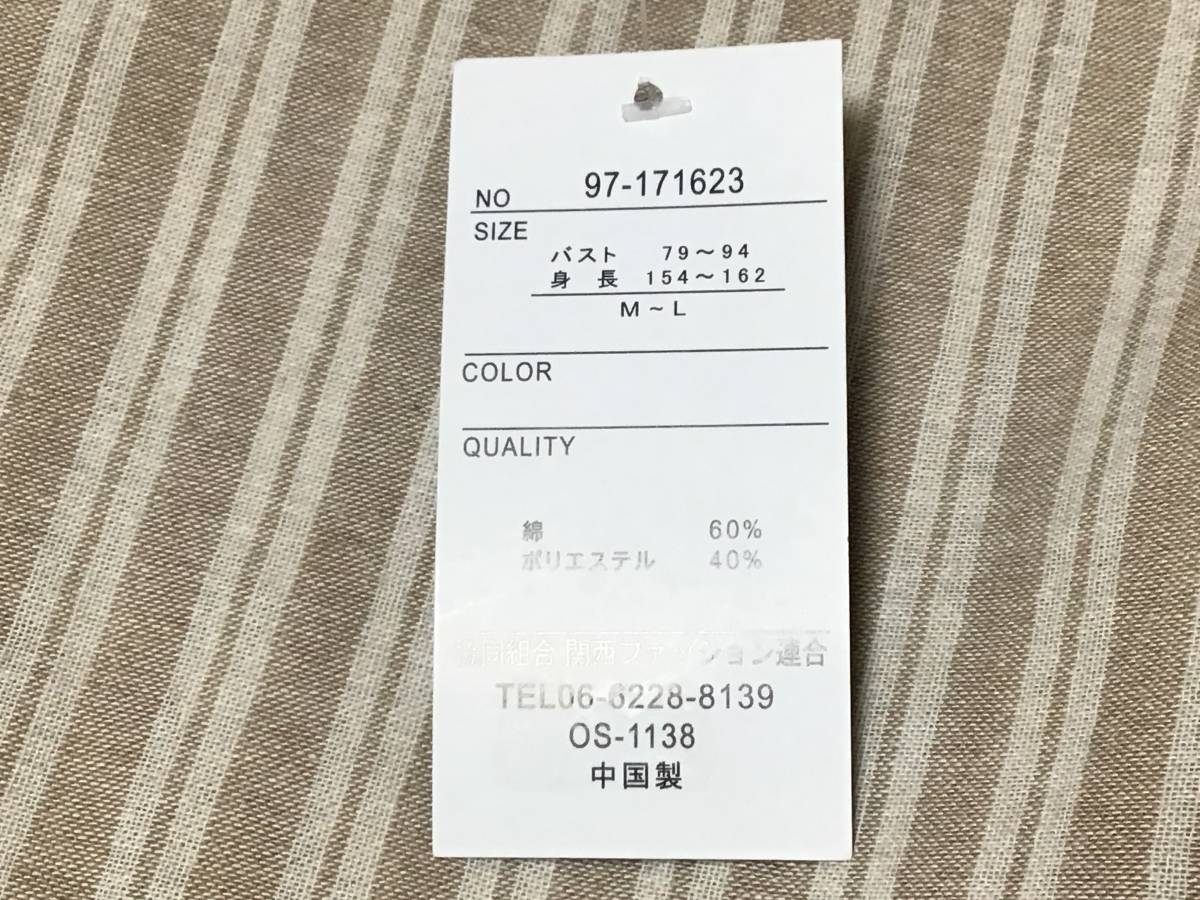 NO 97-171623
SIZE
バスト 79～94
身 長 154～162
M～L
COLOR
QUALITY
綿 60%
ポリエステル 40%
協同組合 関西ファッション連合
TEL06-6228-8139
OS-1138
中国製